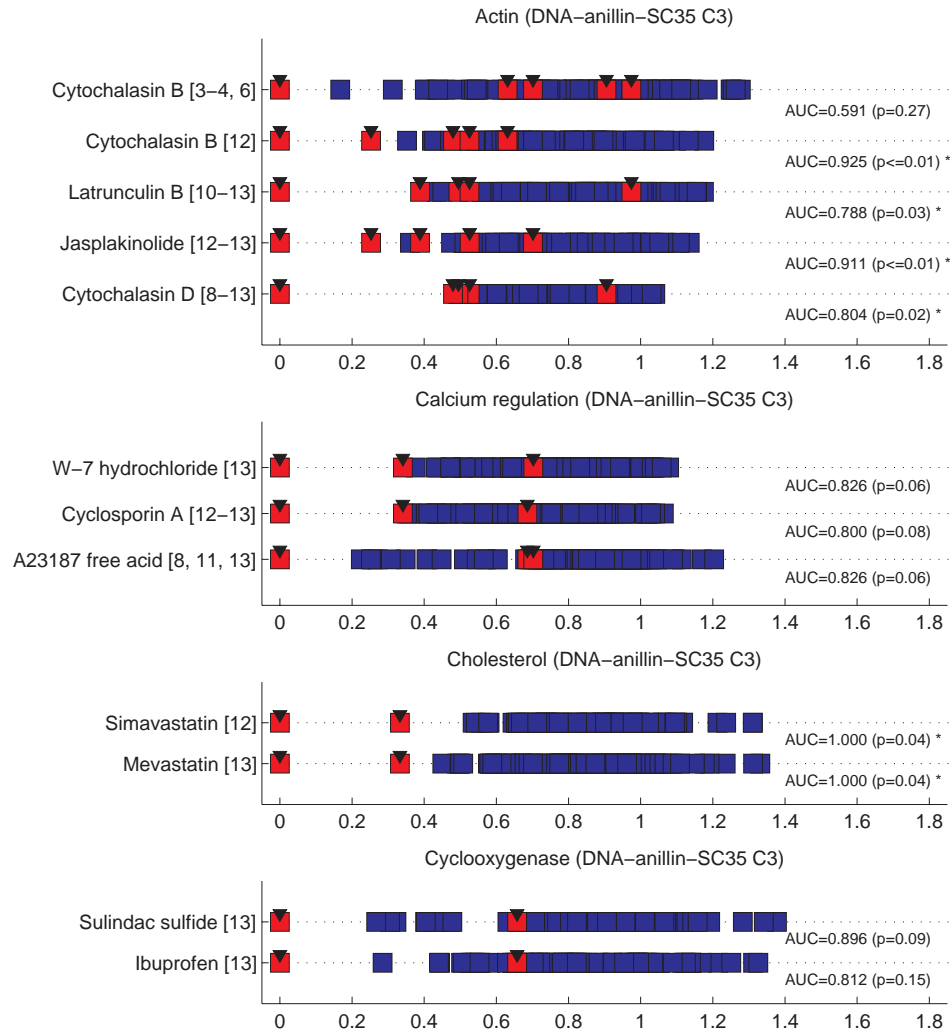 Actin (DNA−anillin−SC35 C3)
Cytochalasin B [3−4, 6]
AUC=0.591 (p=0.27)
Cytochalasin B [12]
AUC=0.925 (p<=0.01) *
Latrunculin B [10−13]
AUC=0.788 (p=0.03) *
Jasplakinolide [12−13]
AUC=0.911 (p<=0.01) *
Cytochalasin D [8−13]
AUC=0.804 (p=0.02) *
0 0.2 0.4 0.6 0.8 1 1.2 1.4 1.6 1.8
Calcium regulation (DNA−anillin−SC35 C3)
W−7 hydrochloride [13]
AUC=0.826 (p=0.06)
Cyclosporin A [12−13]
AUC=0.800 (p=0.08)
A23187 free acid [8, 11, 13]
AUC=0.826 (p=0.06)
0 0.2 0.4 0.6 0.8 1 1.2 1.4 1.6 1.8
Cholesterol (DNA−anillin−SC35 C3)
Simavastatin [12]
AUC=1.000 (p=0.04) *
Mevastatin [13]
AUC=1.000 (p=0.04) *
0 0.2 0.4 0.6 0.8 1 1.2 1.4 1.6 1.8
Cyclooxygenase (DNA−anillin−SC35 C3)
Sulindac sulfide [13]
AUC=0.896 (p=0.09)
Ibuprofen [13]
AUC=0.812 (p=0.15)
0 0.2 0.4 0.6 0.8 1 1.2 1.4 1.6 1.8